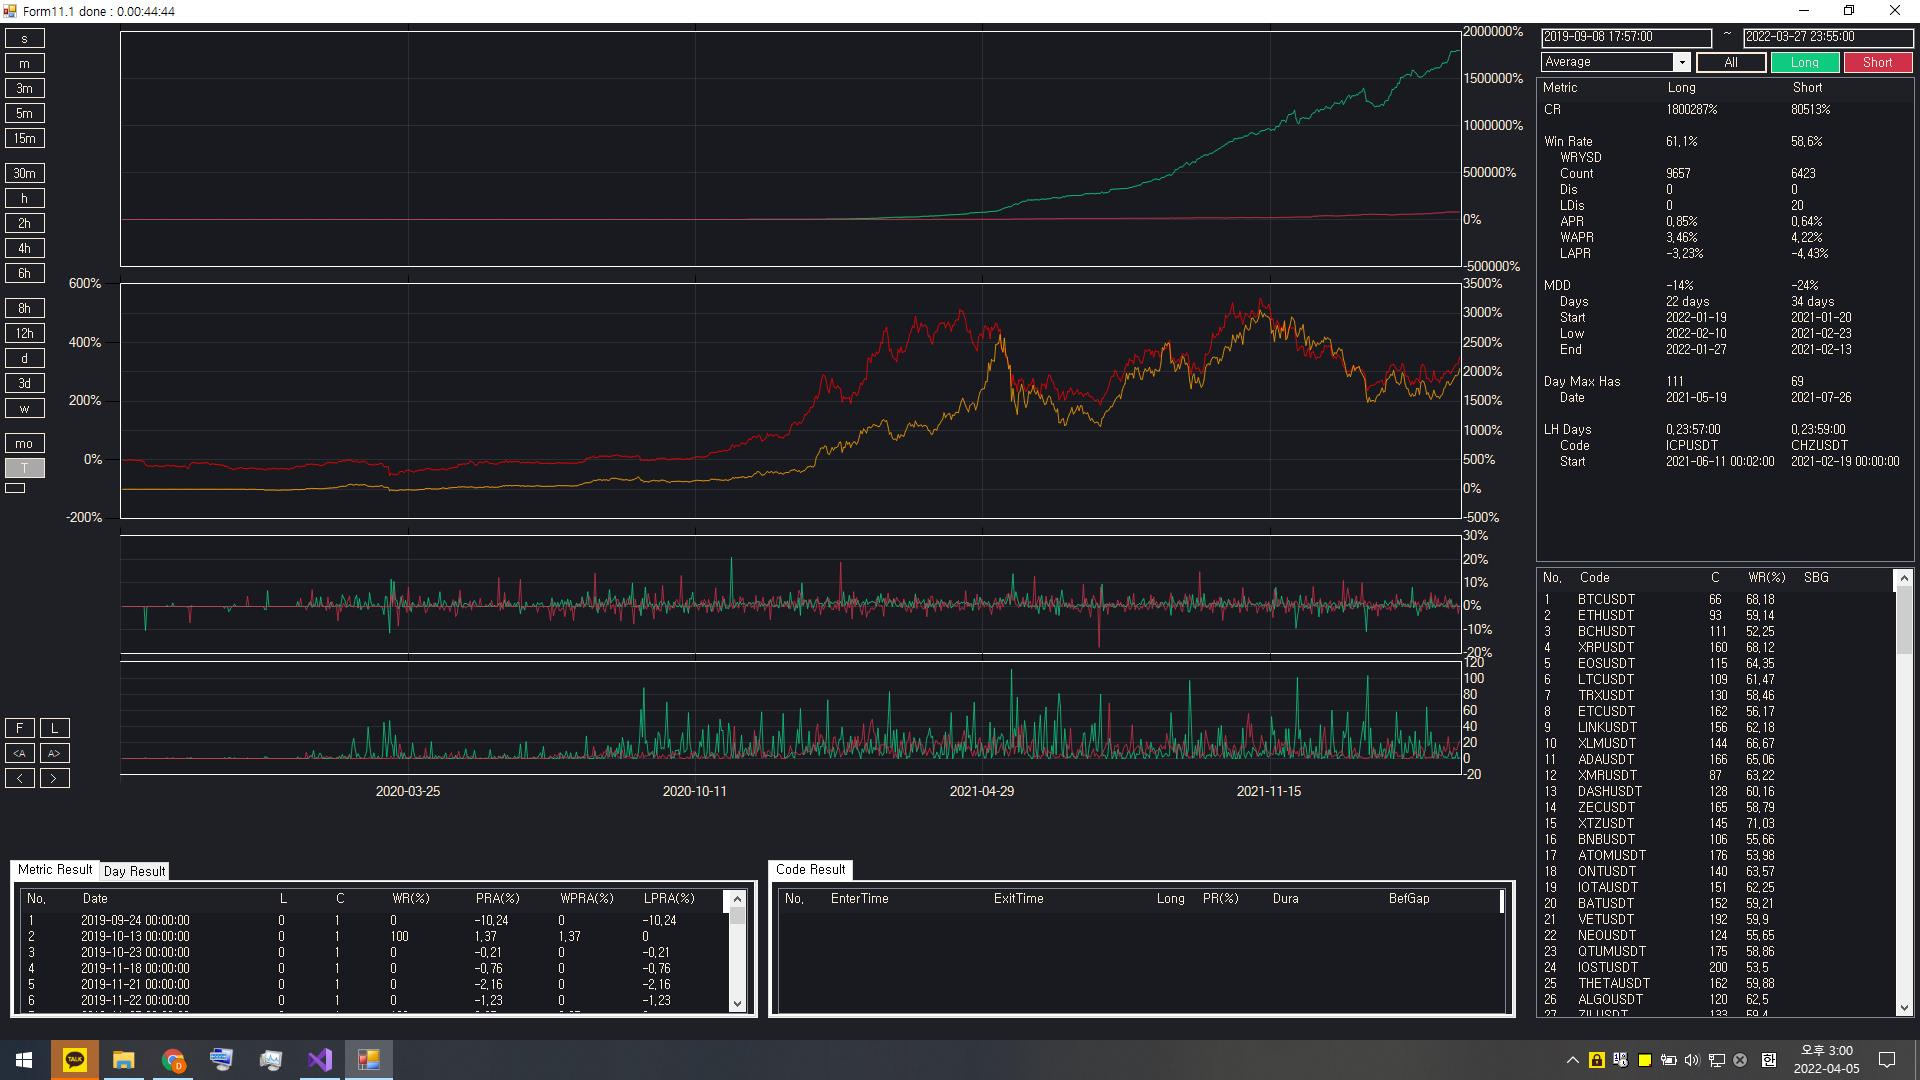 Form11.1 done : 0.00:44:44
s
m
3m
5m
15m
30m
h
2h
4h
6h
8h
12h
d
3d
w
mo
T
F L
<A A>
< >
2000000%
1500000%
1000000%
500000%
0%
-500000%
600%
400%
200%
0%
-200%
3500%
3000%
2500%
2000%
1500%
1000%
500%
0%
-500%
30%
20%
10%
0%
-10%
-20%
120
100
80
60
40
20
0
-20
2020-03-25 2020-10-11 2021-04-29 2021-11-15
2019-09-08 17:57:00 ~ 2022-03-27 23:55:00
Average All Long Short
Metric Long Short
CR 1800287% 80513%
Win Rate 61,1% 58,6%
WRYSD
Count 9657 6423
Dis 0 0
LDis 0 20
APR 0,85% 0,64%
WAPR 3,46% 4,22%
LAPR -3,23% -4,43%
MDD -14% -24%
Days 22 days 34 days
Start 2022-01-19 2021-01-20
Low 2022-02-10 2021-02-23
End 2022-01-27 2021-02-13
Day Max Has 111 69
Date 2021-05-19 2021-07-26
LH Days 0,23:57:00 0,23:59:00
Code ICPUSDT CHZUSDT
Start 2021-06-11 00:02:00 2021-02-19 00:00:00
No, Code C WR(%) SBG
1 BTCUSDT 66 68,18
2 ETHUSDT 93 59,14
3 BCHUSDT 111 52,25
4 XRPUSDT 160 68,12
5 EOSUSDT 115 64,35
6 LTCUSDT 109 61,47
7 TRXUSDT 130 58,46
8 ETCUSDT 162 56,17
9 LINKUSDT 156 62,18
10 XLMUSDT 144 66,67
11 ADAUSDT 166 65,06
12 XMRUSDT 87 63,22
13 DASHUSDT 128 60,16
14 ZECUSDT 165 58,79
15 XTZUSDT 145 71,03
16 BNBUSDT 106 55,66
17 ATOMUSDT 176 53,98
18 ONTUSDT 140 63,57
19 IOTAUSDT 151 62,25
20 BATUSDT 152 59,21
21 VETUSDT 192 59,9
22 NEOUSDT 124 55,65
23 QTUMUSDT 175 58,86
24 IOSTUSDT 200 53,5
25 THETAUSDT 162 59,88
26 ALGOUSDT 120 62,5
27 ZILUSDT 133 59,4
Metric Result Day Result
No, Date L C WR(%) PRA(%) WPRA(%) LPRA(%)
1 2019-09-24 00:00:00 0 1 0 -10,24 0 -10,24
2 2019-10-13 00:00:00 0 1 100 1,37 1,37 0
3 2019-10-23 00:00:00 0 1 0 -0,21 0 -0,21
4 2019-11-18 00:00:00 0 1 0 -0,76 0 -0,76
5 2019-11-21 00:00:00 0 1 0 -2,16 0 -2,16
6 2019-11-22 00:00:00 0 1 0 -1,23 0 -1,23
Code Result
No, EnterTime ExitTime Long PR(%) Dura BefGap
TALK
오후 3:00
2022-04-05